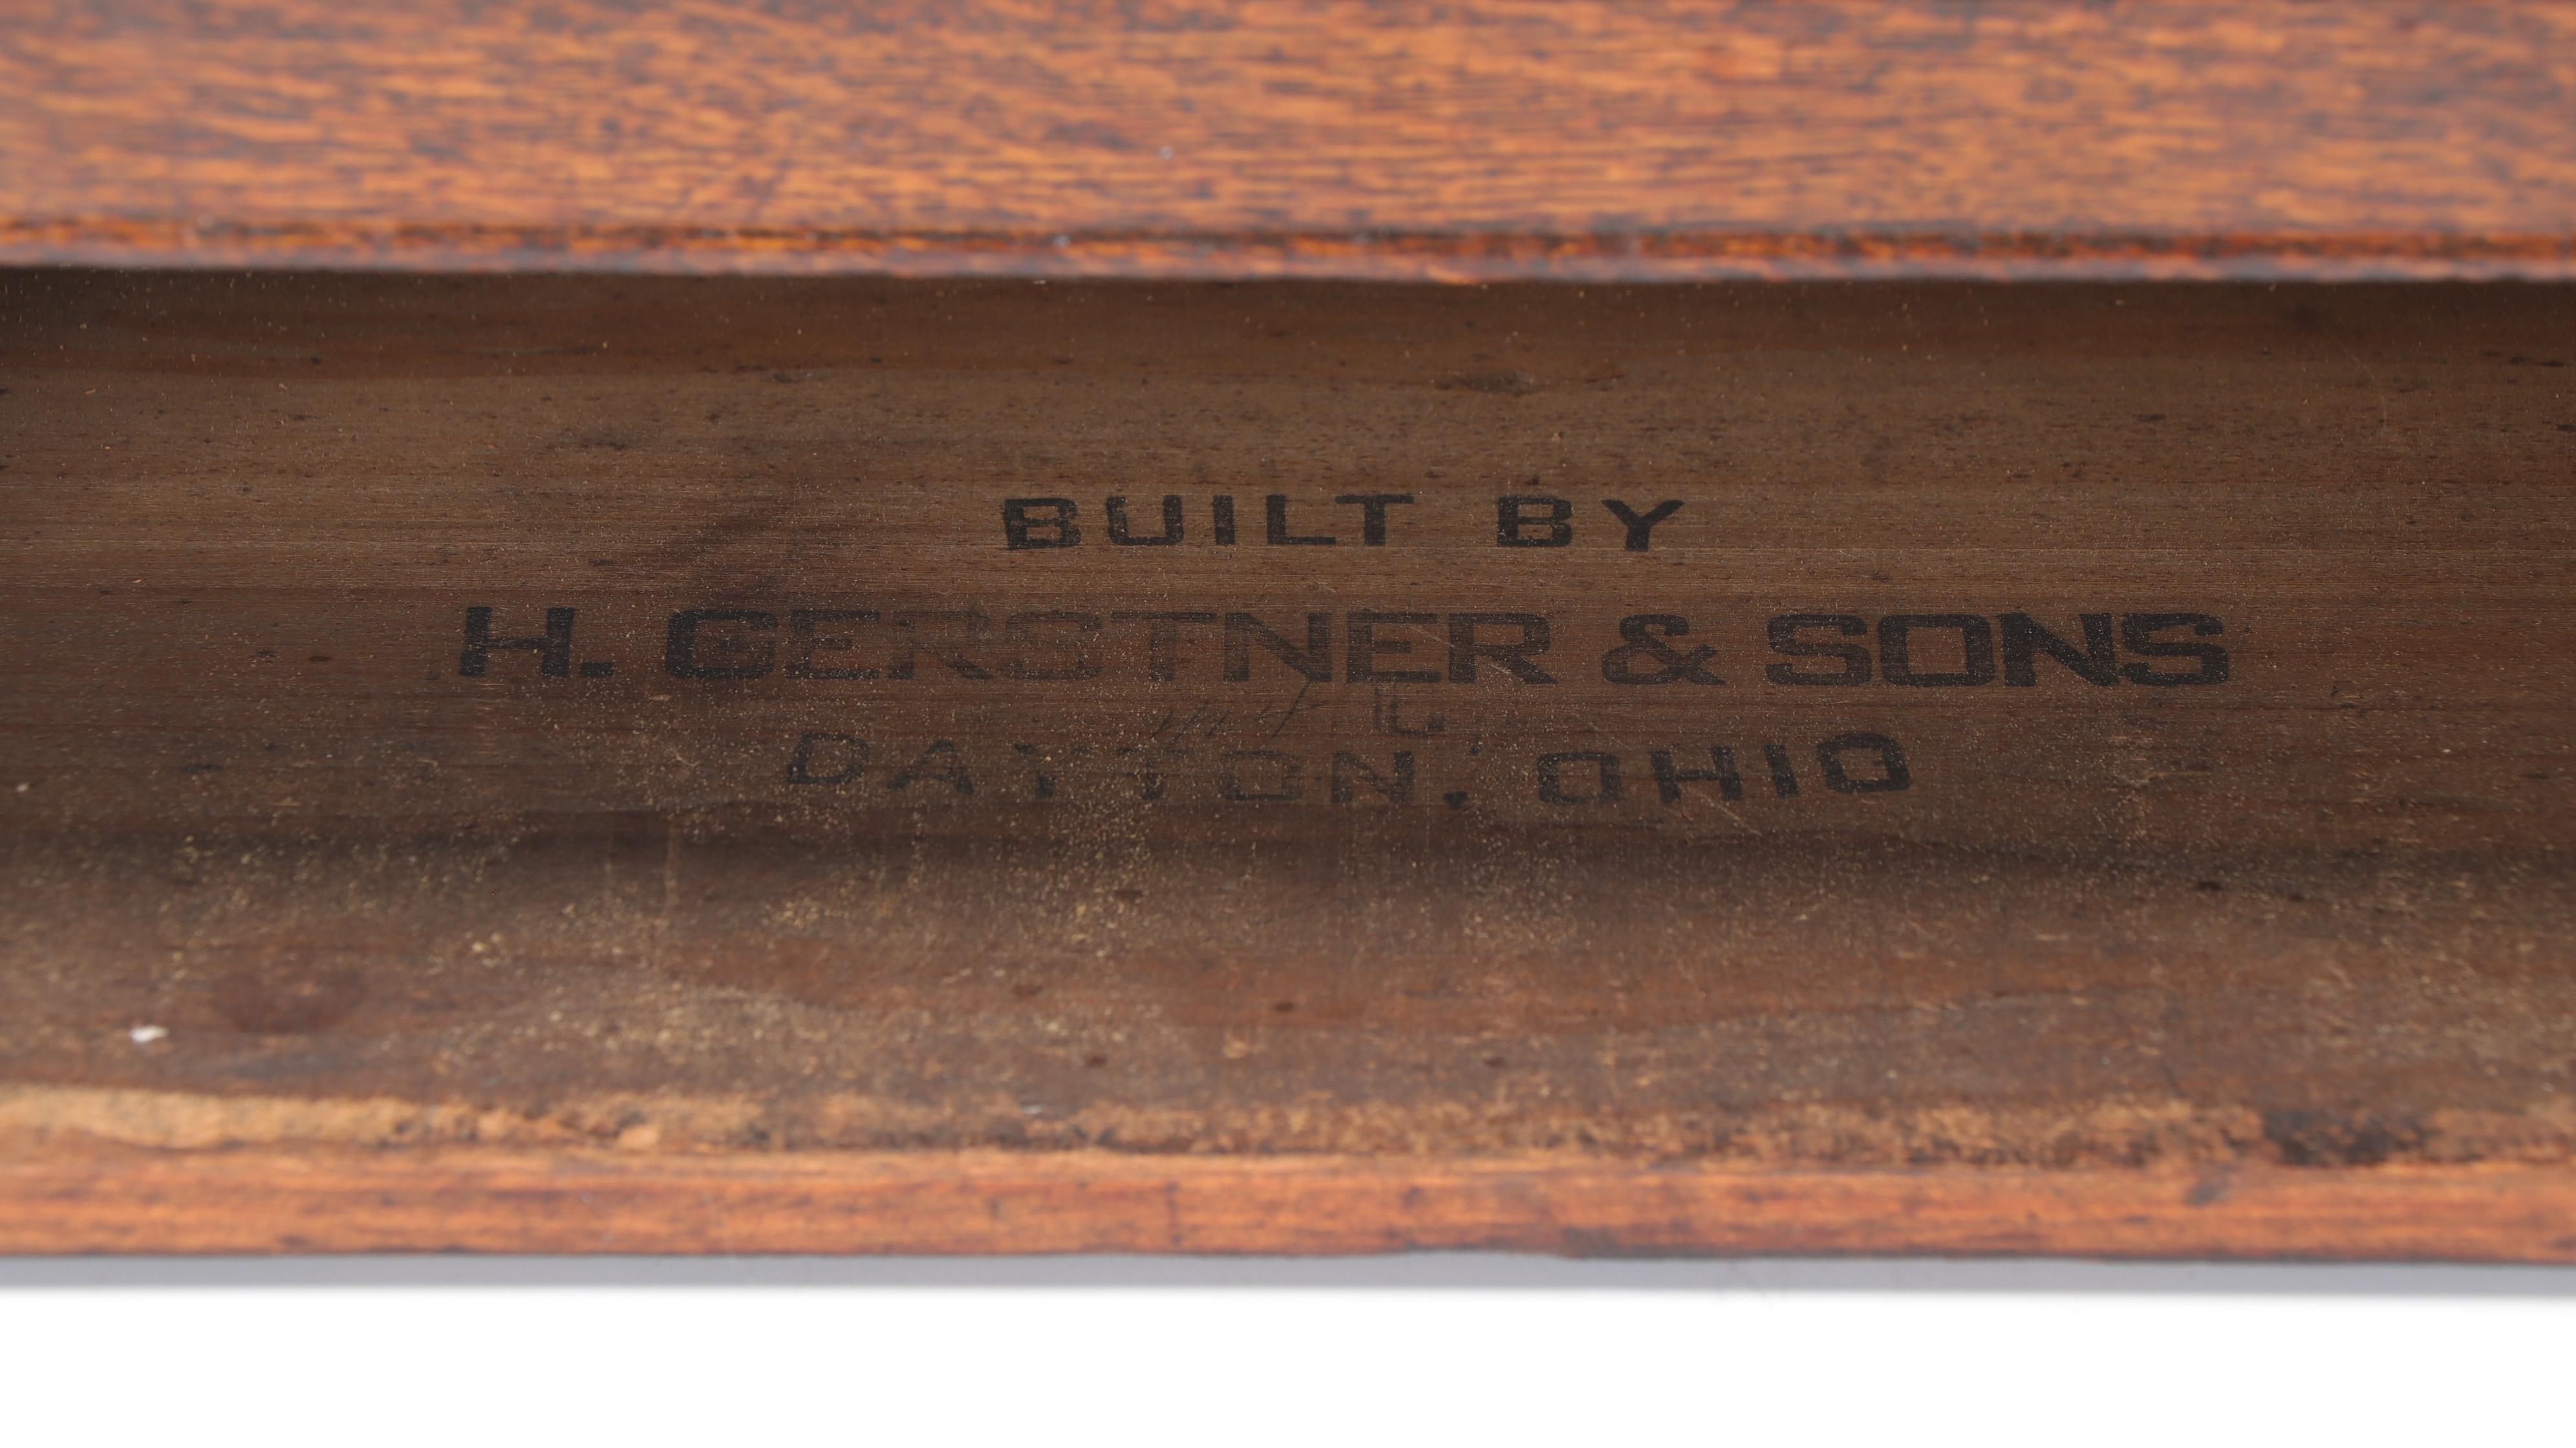 BUILT BY
H. GERSTNER & SONS
DAYTON, OHIO